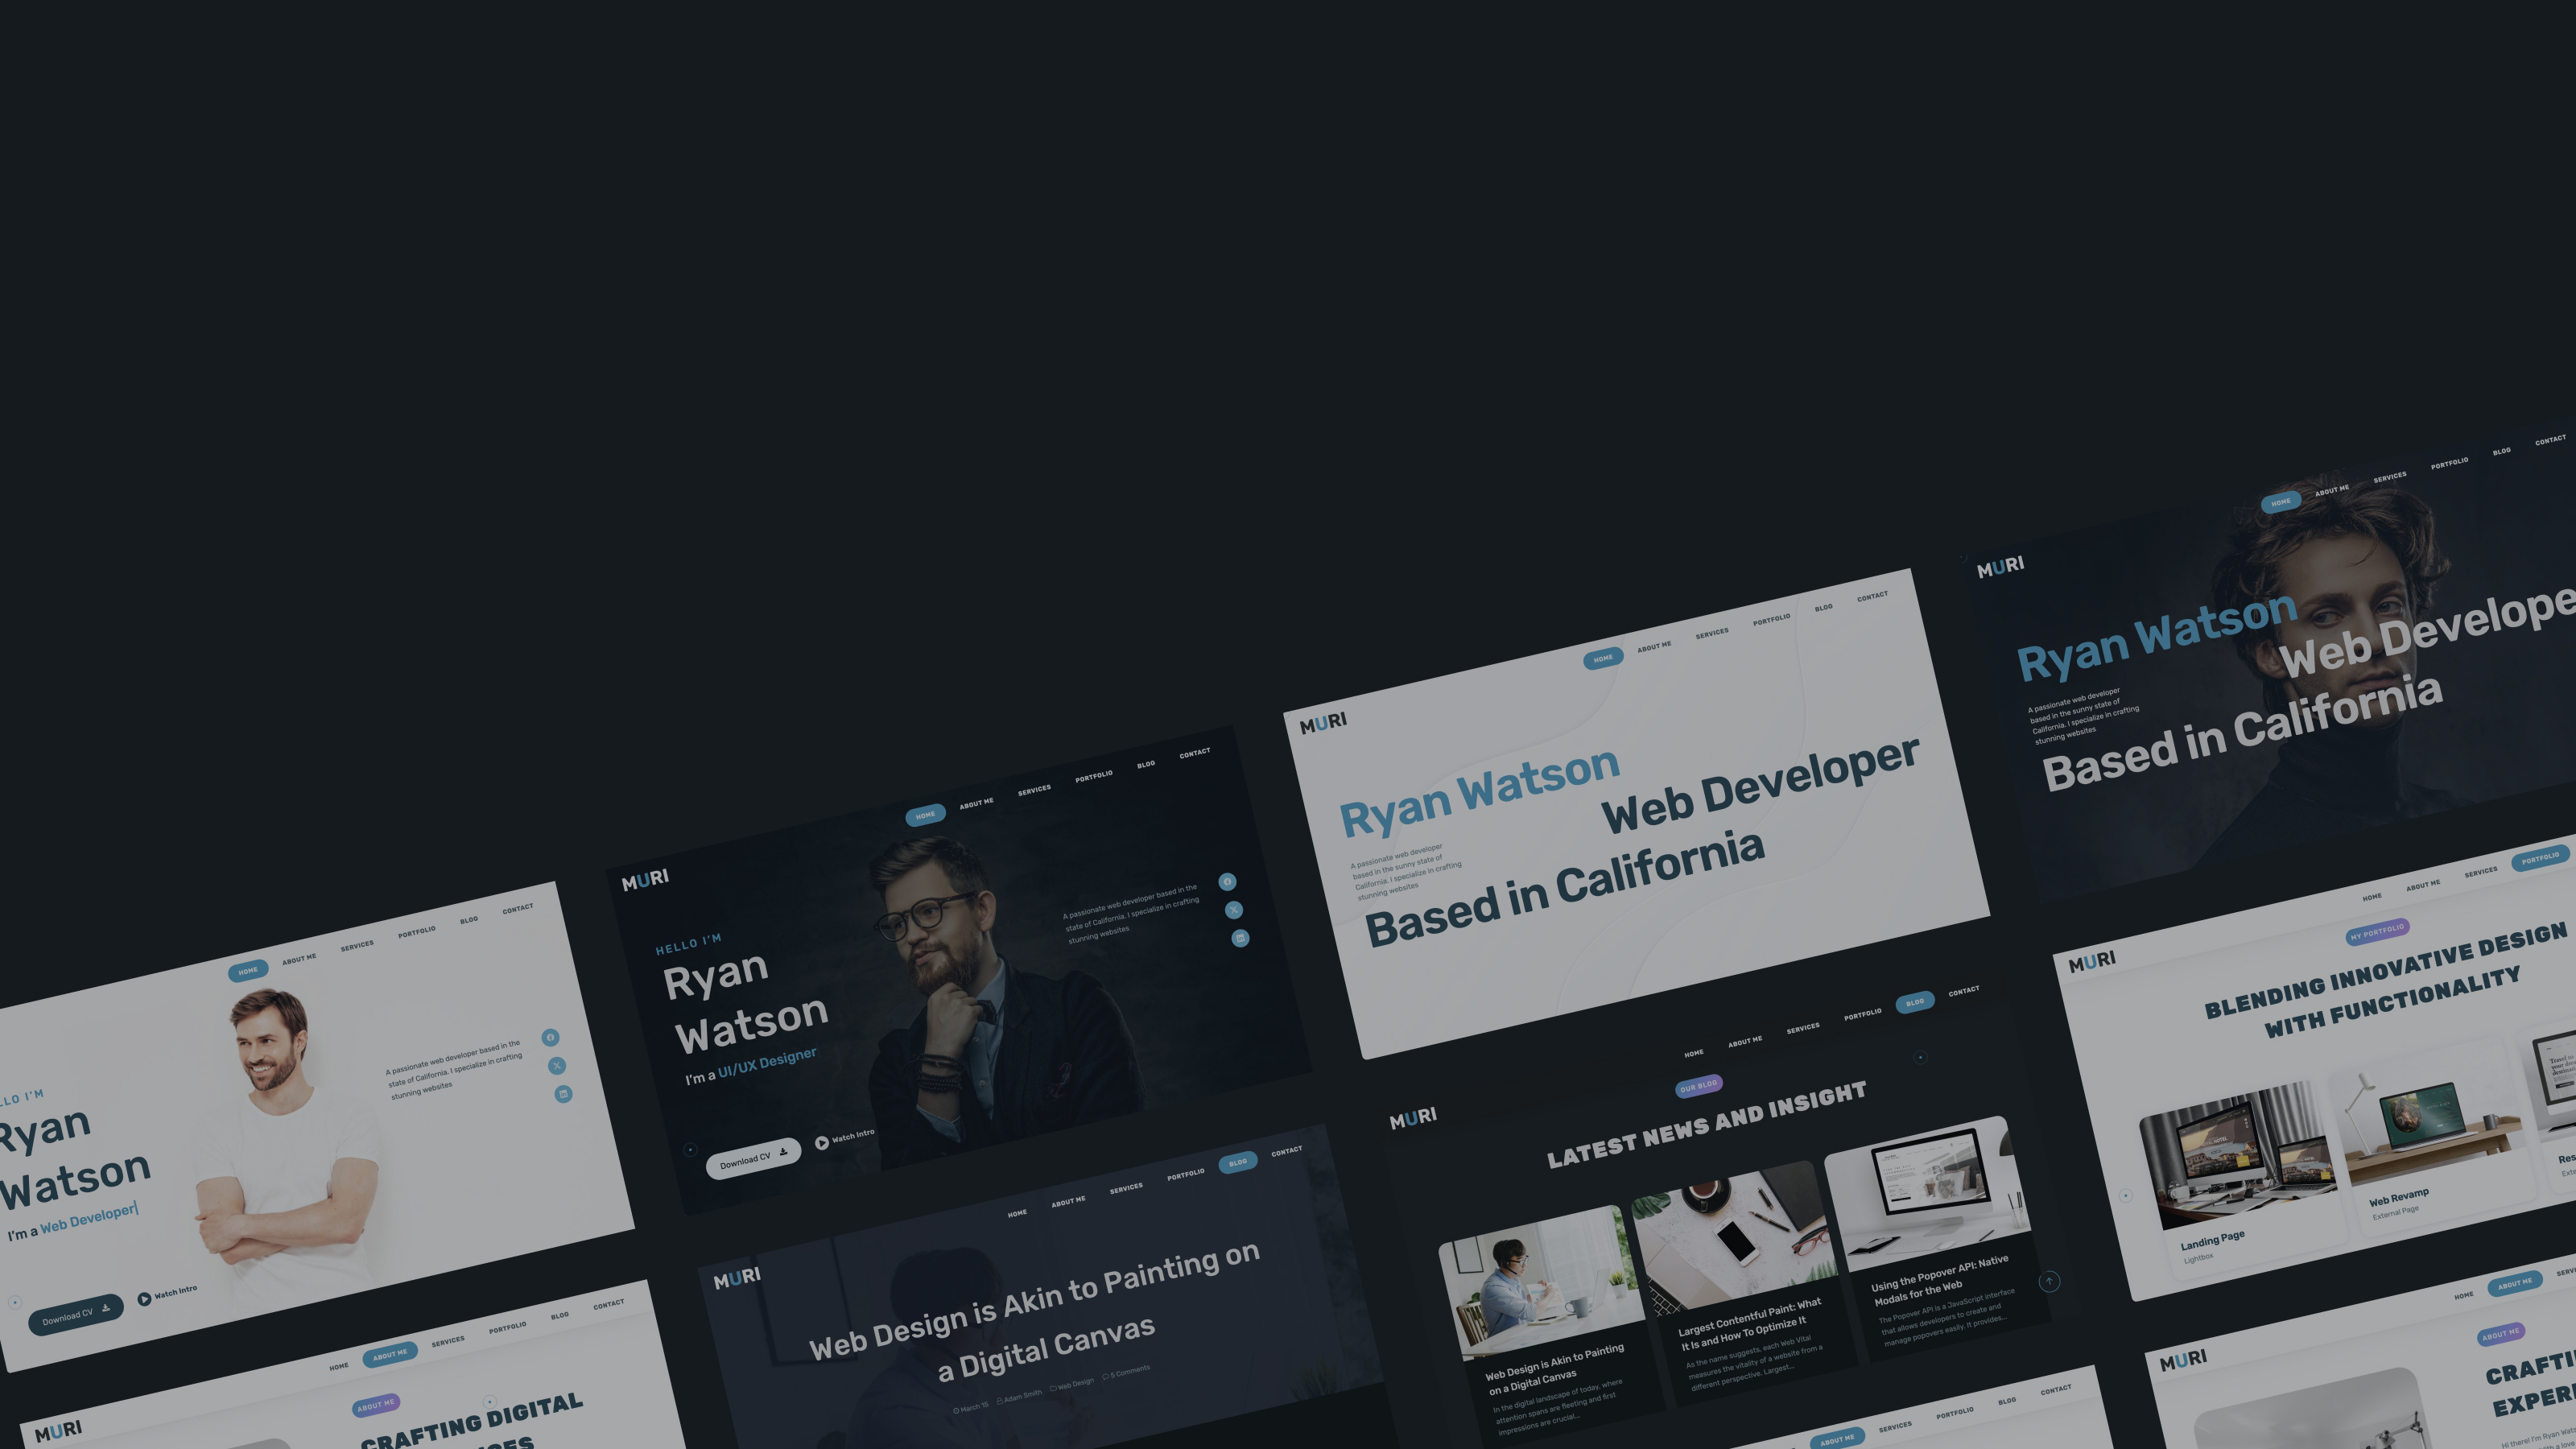 MURI
HOME
ABOUT ME
SERVICES
PORTFOLIO
BLOG
CONTACT
Ryan Watson
Web Develope
A passionate web developer
based in the sunny state of
California. I specialize in crafting
stunning websites
Based in California
MURI
HOME
ABOUT ME
SERVICES
PORTFOLIO
BLOG
CONTACT
Ryan Watson
Web Developer
A passionate web developer
based in the sunny state of
California. I specialize in crafting
stunning websites
Based in California
MURI
HOME
ABOUT ME
SERVICES
PORTFOLIO
BLOG
CONTACT
HELLO I'M
Ryan
Watson
I'm a UI/UX Designer
A passionate web developer based in the
state of California. I specialize in crafting
stunning websites
Download CV
Watch Intro
HOME
ABOUT ME
SERVICES
PORTFOLIO
BLOG
CONTACT
LLO I'M
Ryan
Watson
I'm a Web Developer|
A passionate web developer based in the
state of California. I specialize in crafting
stunning websites
Download CV
Watch Intro
MURI
HOME
ABOUT ME
SERVICES
PORTFOLIO
MY PORTFOLIO
BLENDING INNOVATIVE DESIGN
WITH FUNCTIONALITY
Landing Page
Lightbox
Web Revamp
External Page
Res
Exte
MURI
HOME
ABOUT ME
SERVICES
PORTFOLIO
BLOG
CONTACT
OUR BLOG
LATEST NEWS AND INSIGHT
Web Design is Akin to Painting
on a Digital Canvas
In the digital landscape of today, where
attention spans are fleeting and first
impressions are crucial...
Largest Contentful Paint: What
It Is and How To Optimize It
As the name suggests, each Web Vital
measures the vitality of a website from a
different perspective. Largest...
Using the Popover API: Native
Modals for the Web
The Popover API is a JavaScript interface
that allows developers to create and
manage popovers easily. It provides...
MURI
HOME
ABOUT ME
SERVICES
PORTFOLIO
BLOG
CONTACT
Web Design is Akin to Painting on
a Digital Canvas
March 15 Adam Smith Web Design 5 Comments
MURI
HOME
ABOUT ME
SERVICES
PORTFOLIO
BLOG
CONTACT
ABOUT ME
CRAFTING DIGITAL
MURI
HOME
ABOUT ME
SERV
ABOUT ME
CRAFTI
EXPERI
Hi there! I'm Ryan Wa
ABOUT ME
SERVICES
PORTFOLIO
BLOG
CONTACT